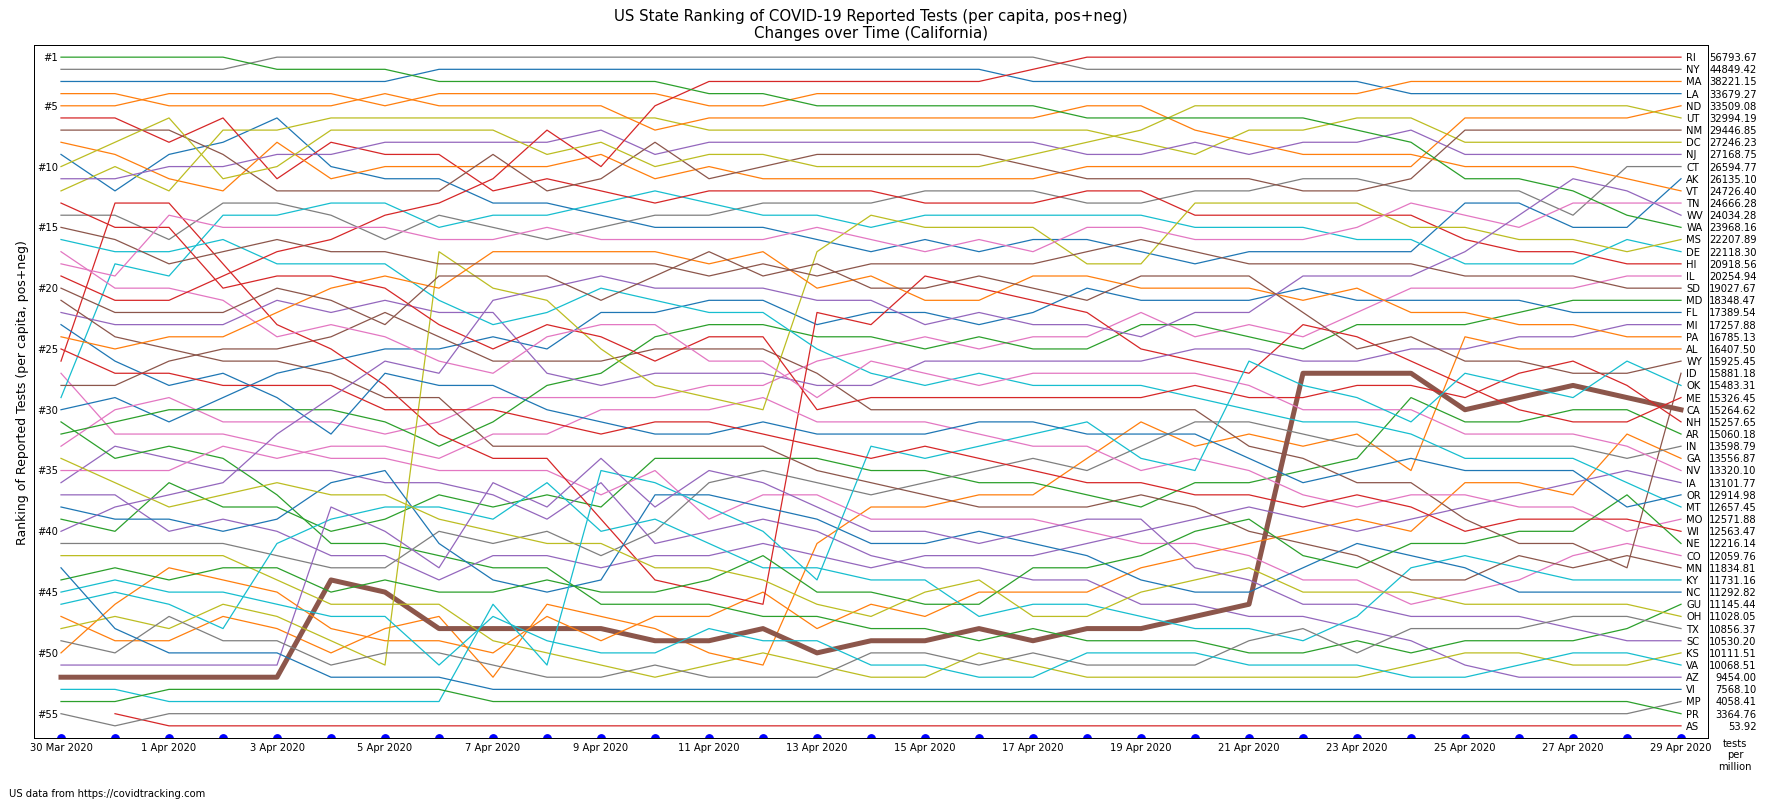 US State Ranking of COVID-19 Reported Tests (per capita, pos+neg)
Changes over Time (California)
Ranking of Reported Tests (per capita, pos+neg)
#1
#5
#10
#15
#20
#25
#30
#35
#40
#45
#50
#55
RI 56793.67
NY 44849.42
MA 38221.15
LA 33679.27
ND 33509.08
UT 32994.19
NM 29446.85
DC 27246.23
NJ 27168.75
CT 26594.77
AK 26135.10
VT 24726.40
TN 24666.28
WV 24034.28
WA 23968.16
MS 22207.89
DE 22118.30
HI 20918.56
IL 20254.94
SD 19027.67
MD 18348.47
FL 17389.54
MI 17257.88
PA 16785.13
AL 16407.50
WY 15925.45
ID 15881.18
OK 15483.31
ME 15326.45
CA 15264.62
NH 15257.65
AR 15060.18
IN 13598.79
GA 13556.87
NV 13320.10
IA 13101.77
OR 12914.98
MT 12657.45
MO 12571.88
WI 12563.47
NE 12216.14
CO 12059.76
MN 11834.81
KY 11731.16
NC 11292.82
GU 11145.44
OH 11028.05
TX 10856.37
SC 10530.20
KS 10111.51
VA 10068.51
AZ 9454.00
VI 7568.10
MP 4058.41
PR 3364.76
AS 53.92
30 Mar 2020 1 Apr 2020 3 Apr 2020 5 Apr 2020 7 Apr 2020 9 Apr 2020 11 Apr 2020 13 Apr 2020 15 Apr 2020 17 Apr 2020 19 Apr 2020 21 Apr 2020 23 Apr 2020 25 Apr 2020 27 Apr 2020 29 Apr 2020
tests
per
million
US data from https://covidtracking.com